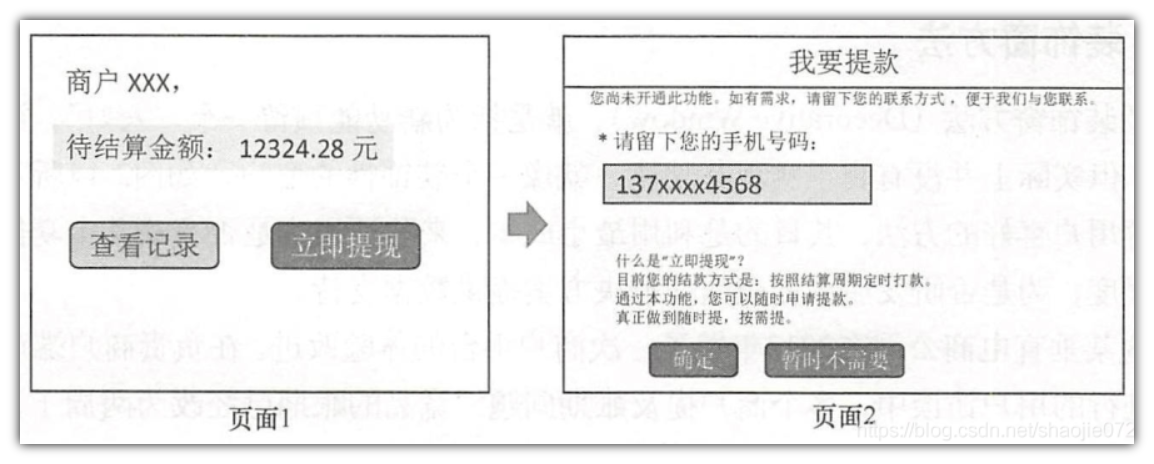 商户 XXX，
待结算金额： 12324.28 元
查看记录
立即提现
页面1
我要提款
您尚未开通此功能。如有需求，请留下您的联系方式，便于我们与您联系。
* 请留下您的手机号码：
137xxxx4568
什么是“立即提现”？
目前您的结款方式是：按照结算周期定时打款。
通过本功能，您可以随时申请提款。
真正做到随时提，按需提。
确定
暂时不需要
页面2
https://blog.csdn.net/shaojie072